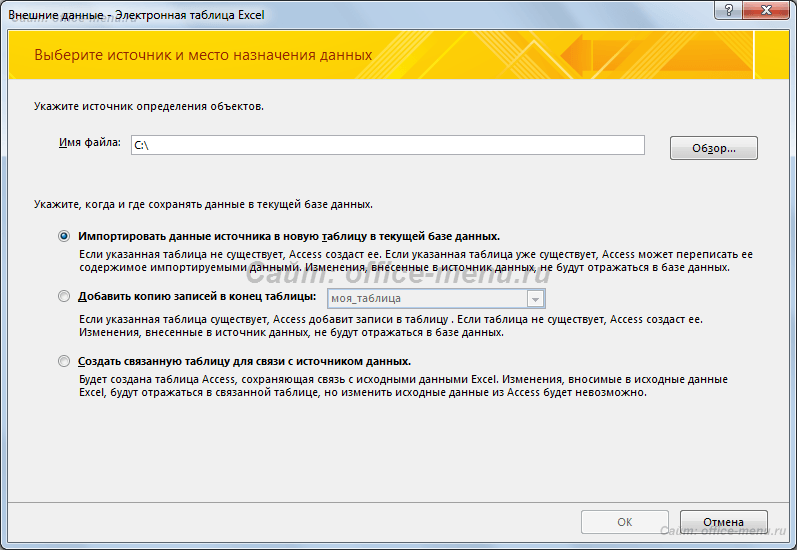 Внешние данные - Электронная таблица Excel
Сайт: office-menu.ru
Выберите источник и место назначения данных
Укажите источник определения объектов.
Имя файла: C:\ Обзор...
Укажите, когда и где сохранять данные в текущей базе данных.
Импортировать данные источника в новую таблицу в текущей базе данных.
Если указанная таблица не существует, Access создаст ее. Если указанная таблица уже существует, Access может переписать ее
содержимое импортируемыми данными. Изменения, внесенные в источник данных, не будут отражаться в базе данных.
Сайт: office-menu.ru
Добавить копию записей в конец таблицы: моя_таблица
Если указанная таблица существует, Access добавит записи в таблицу . Если таблица не существует, Access создаст ее.
Изменения, внесенные в источник данных, не будут отражаться в базе данных.
Создать связанную таблицу для связи с источником данных.
Будет создана таблица Access, сохраняющая связь с исходными данными Excel. Изменения, вносимые в исходные данные
Excel, будут отражаться в связанной таблице, но изменить исходные данные из Access будет невозможно.
OK Отмена
Сайт: office-menu.ru